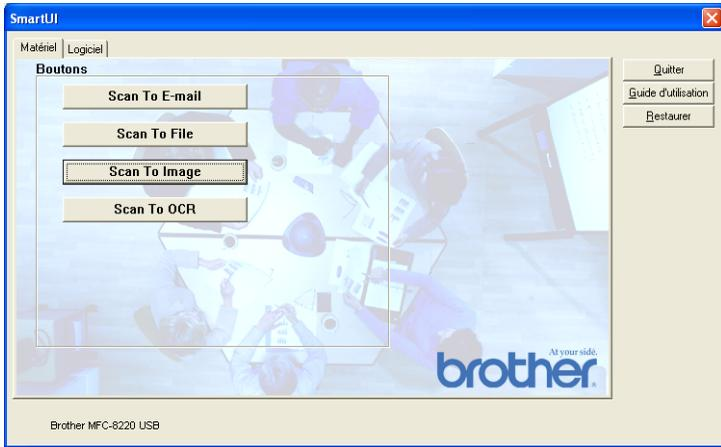 SmartUI
Matériel Logiciel
Boutons
Scan To E-mail
Scan To File
Scan To Image
Scan To OCR
Quitter
Guide d'utilisation
Restaurer
At your side.
brother.
Brother MFC-8220 USB